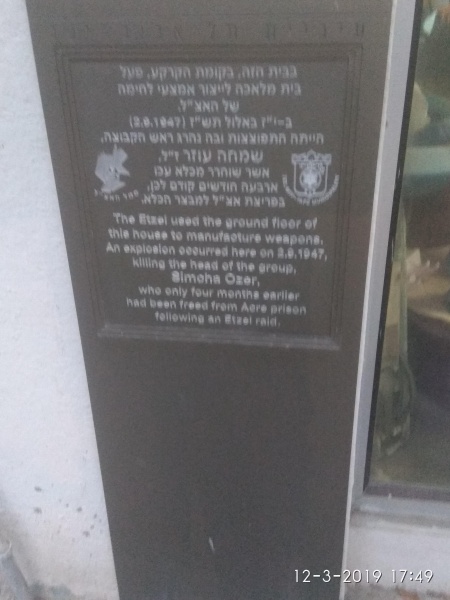 בבית הזה, בקומת הקרקע, פעל
בית מלאכה לייצור אמצעי לחימה
של האצ"ל.
ב-י"ז באלול תש"ז (2.9.1947)
הייתה התפוצצות ובה נהרג ראש הקבוצה,
שמחה עוזר ז"ל,
אשר שוחרר מכלא עכו
ארבעה חודשים קודם לכן,
בפריצת אצ"ל למבצר הכלא.
The Etzel used the ground floor of
this house to manufacture weapons.
An explosion occurred here on 2.9.1947,
killing the head of the group,
Simcha Ozer,
who only four months earlier
had been freed from Acre prison
following an Etzel raid.
12-3-2019 17:49